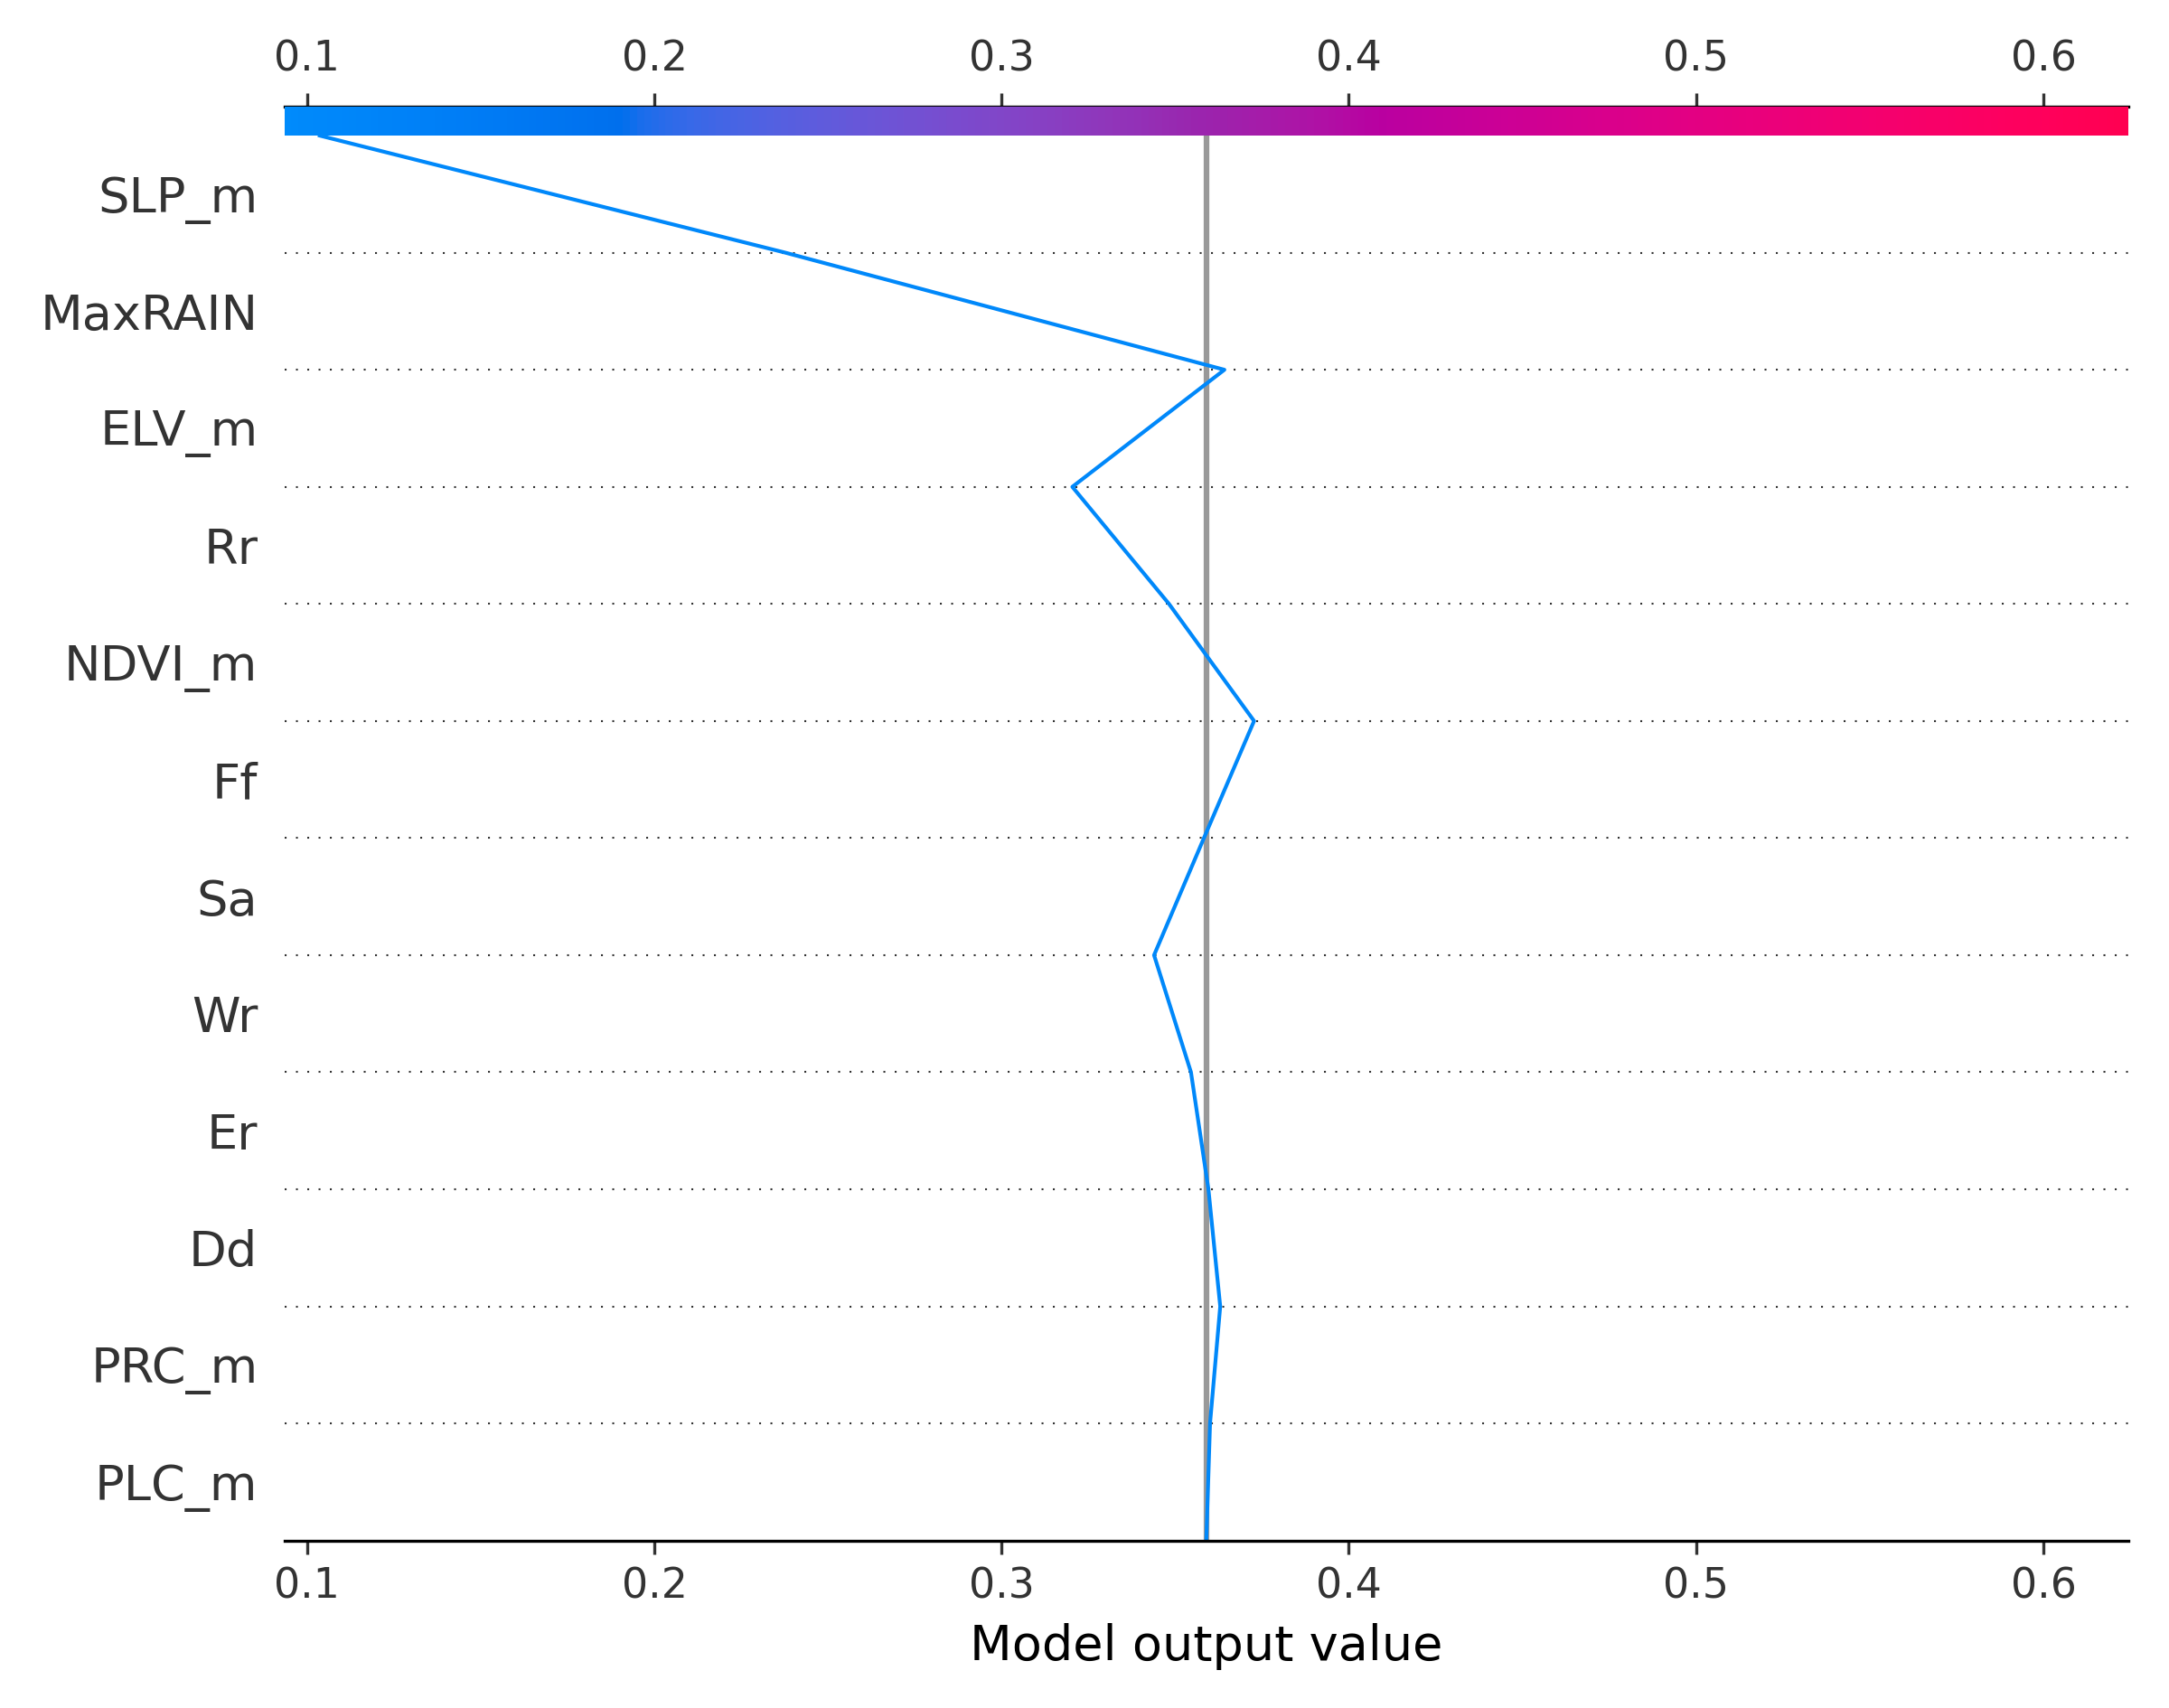 0.1 0.2 0.3 0.4 0.5 0.6
SLP_m
MaxRAIN
ELV_m
Rr
NDVI_m
Ff
Sa
Wr
Er
Dd
PRC_m
PLC_m
0.1 0.2 0.3 0.4 0.5 0.6
Model output value